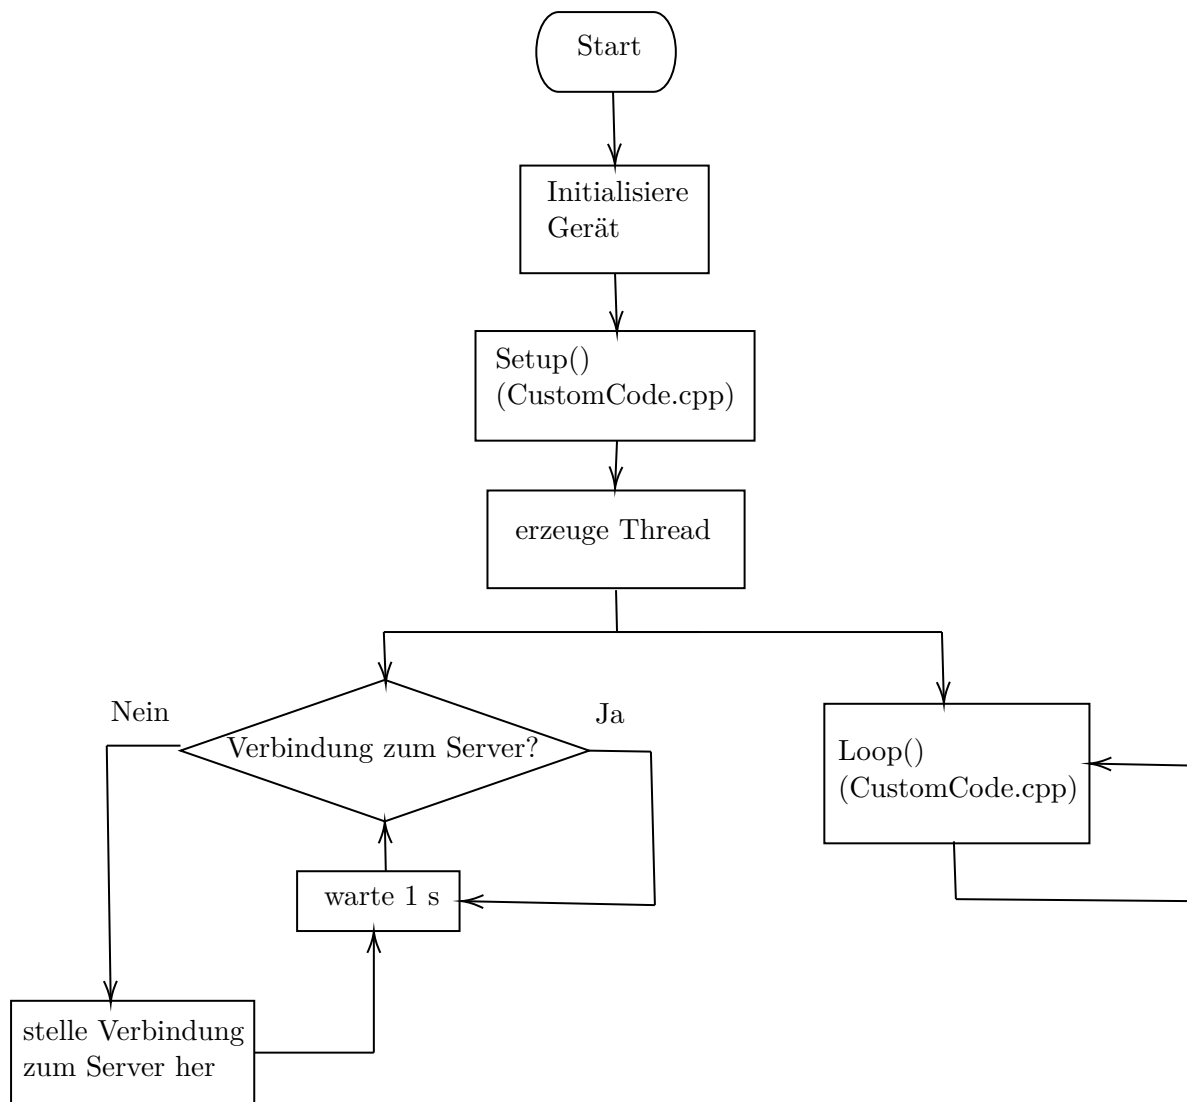 Start
Initialisiere
Gerät
Setup()
(CustomCode.cpp)
erzeuge Thread
Nein
Ja
Verbindung zum Server?
Loop()
(CustomCode.cpp)
warte 1 s
stelle Verbindung
zum Server her